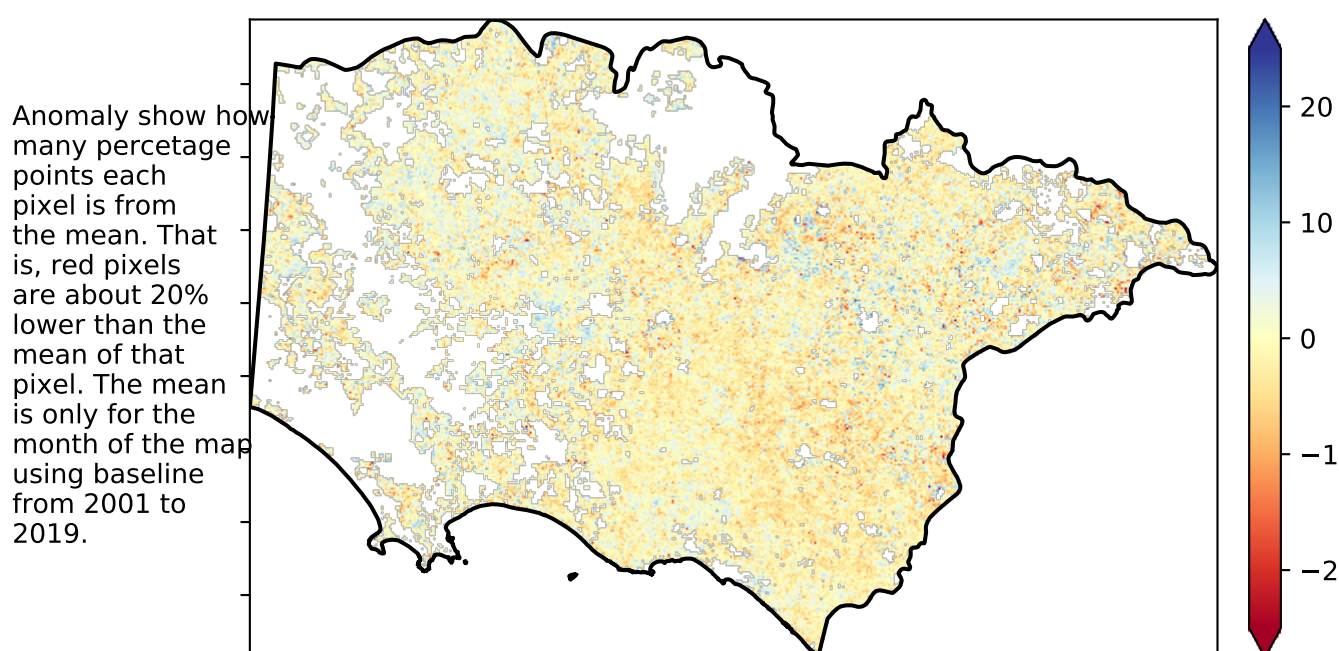 Anomaly show how
many percetage
points each
pixel is from
the mean. That
is, red pixels
are about 20%
lower than the
mean of that
pixel. The mean
is only for the
month of the map
using baseline
from 2001 to
2019.
20
10
0
−1
−2